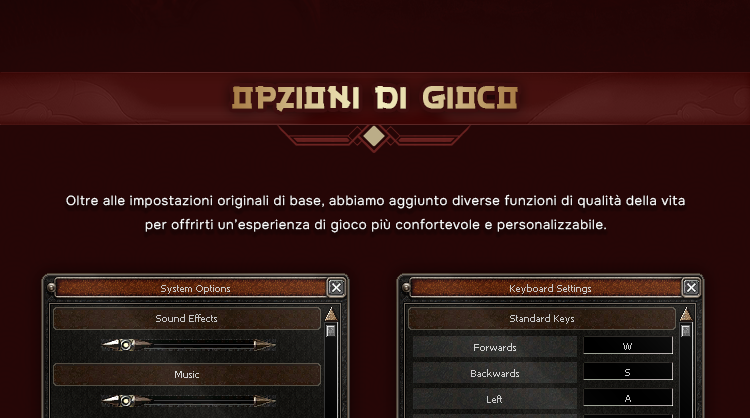 OPZIONI DI GIOCO
Oltre alle impostazioni originali di base, abbiamo aggiunto diverse funzioni di qualità della vita
per offrirti un'esperienza di gioco più confortevole e personalizzabile.
System Options
Sound Effects
Music
Keyboard Settings
Standard Keys
Forwards W
Backwards S
Left A